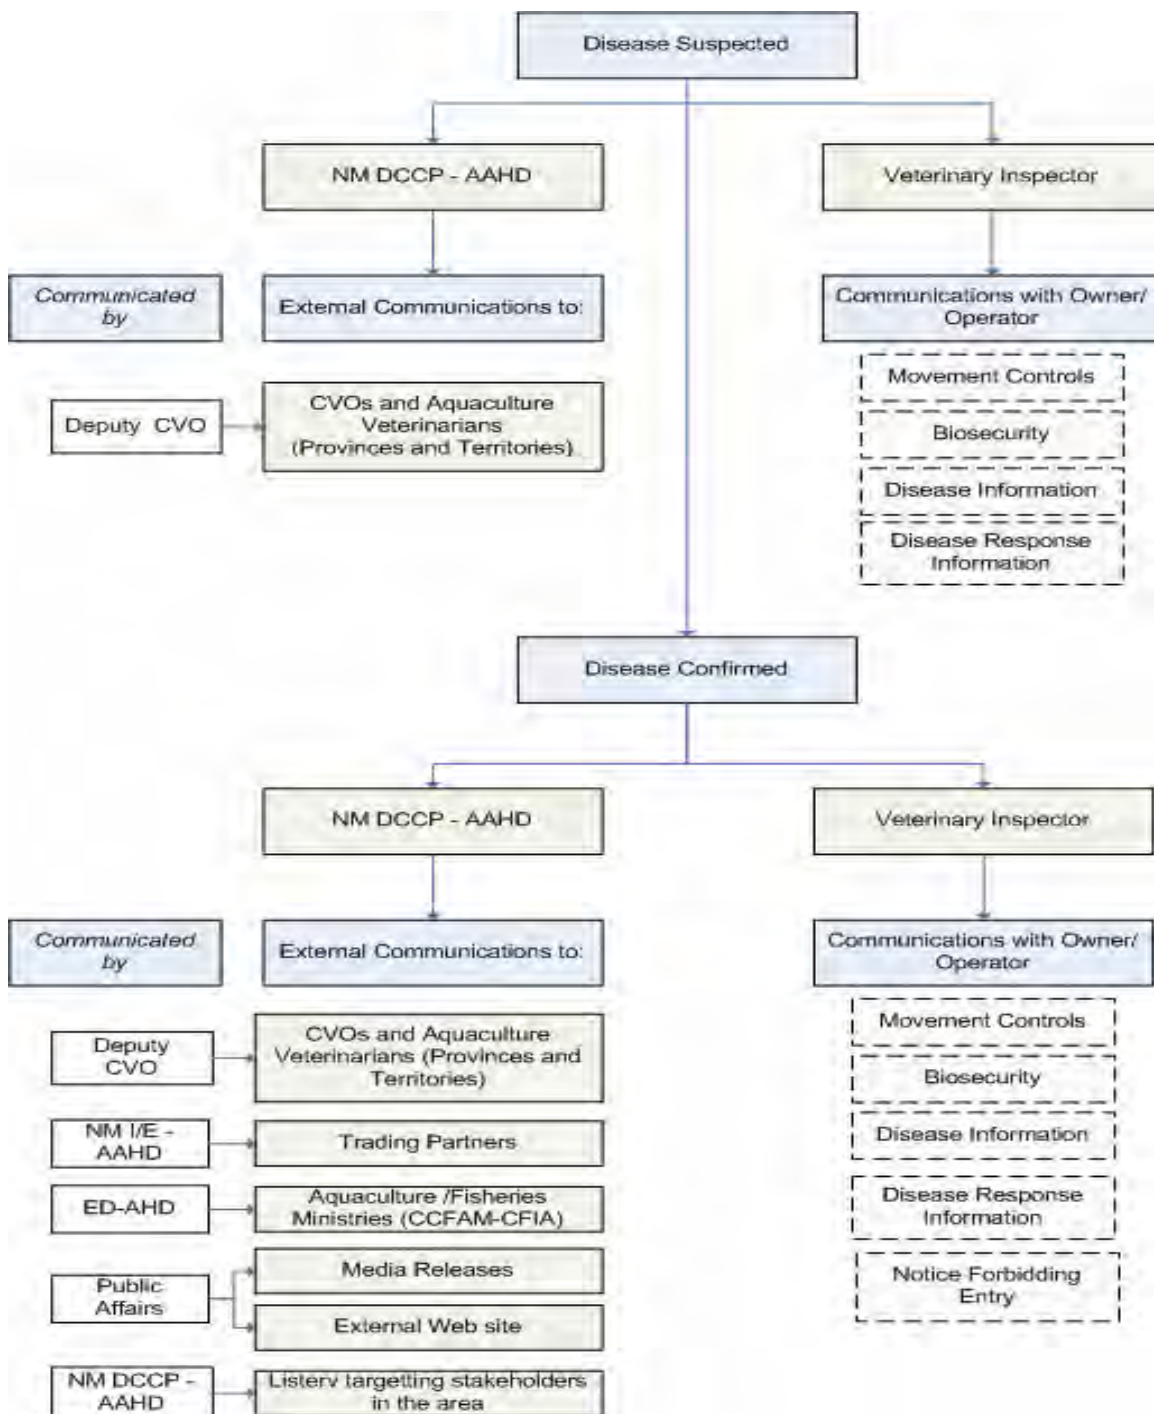 Disease Suspected
NM DCCP - AAHD
Veterinary Inspector
Communicated
by
External Communications to:
Communications with Owner/
Operator
Deputy CVO
CVOs and Aquaculture
Veterinarians
(Provinces and Territories)
Movement Controls
Biosecurity
Disease Information
Disease Response
Information
Disease Confirmed
NM DCCP - AAHD
Veterinary Inspector
Communicated
by
External Communications to:
Communications with Owner/
Operator
Deputy
CVO
CVOs and Aquaculture
Veterinarians (Provinces and
Territories)
NM I/E -
AAHD
Trading Partners
ED-AHD
Aquaculture /Fisheries
Ministries (CCFAM-CFIA)
Public
Affairs
Media Releases
External Web site
NM DCCP -
AAHD
Listerv targetting stakeholders
in the area
Movement Controls
Biosecurity
Disease Information
Disease Response
Information
Notice Forbidding
Entry